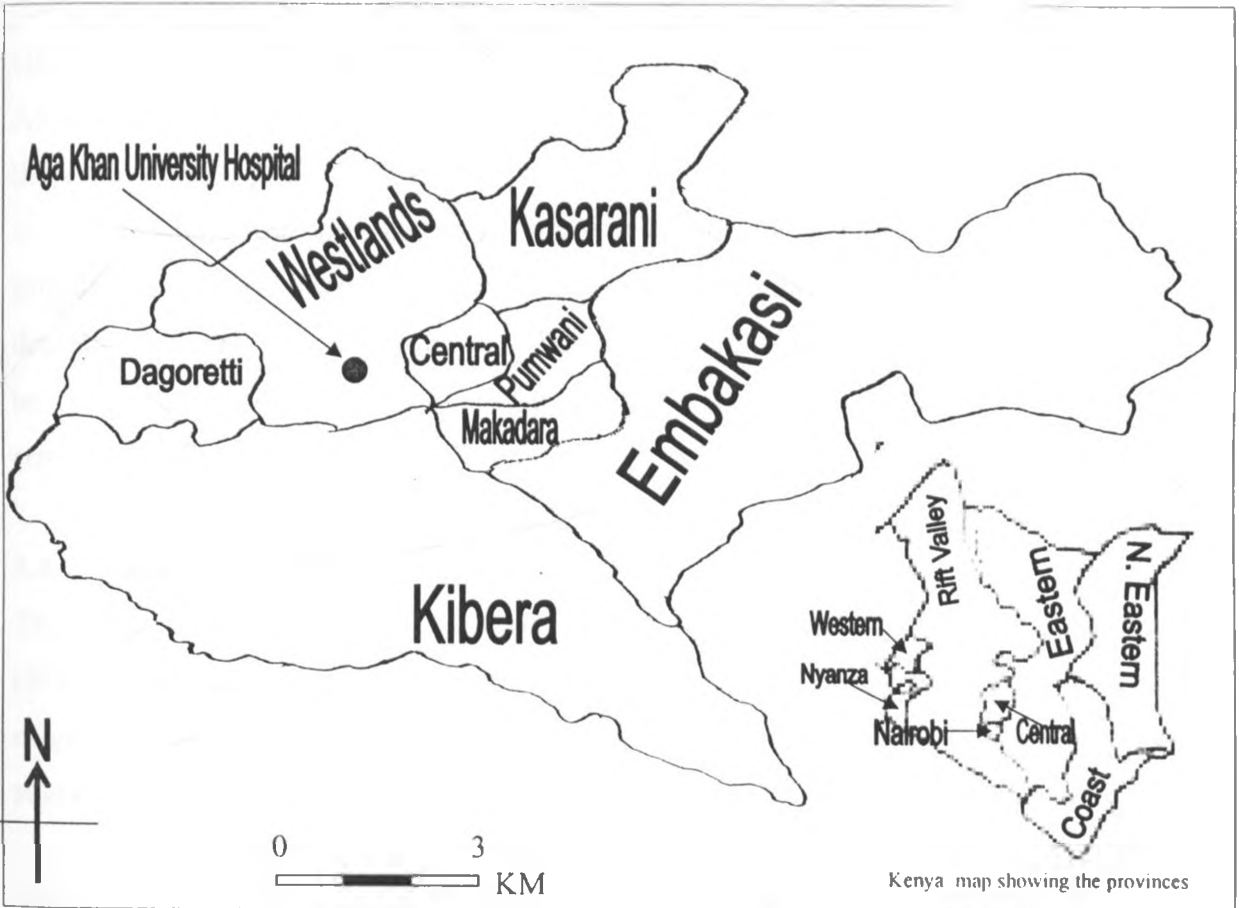 Aga Khan University Hospital
Westlands
Kasarani
Dagoretti
Central
Pumwani
Makadara
Embakasi
Kibera
N
0 3
KM
Rift Valley
Eastern
N. Eastern
Western
Nyanza
Nairobi
Central
Coast
Kenya map showing the provinces